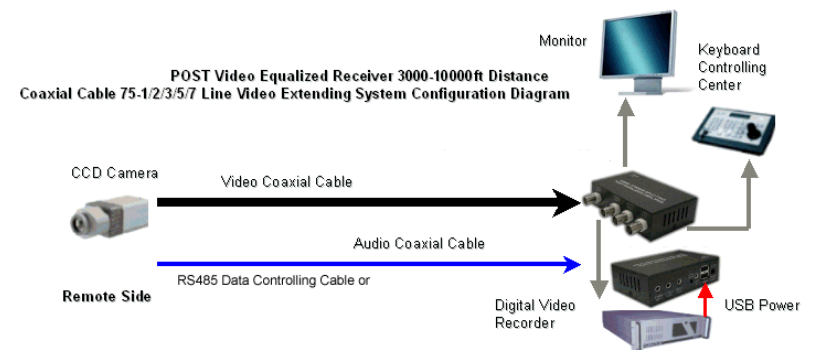 Monitor
Keyboard
Controlling
Center
POST Video Equalized Receiver 3000-10000ft Distance
Coaxial Cable 75-1/2/3/5/7 Line Video Extending System Configuration Diagram
CCD Camera
Video Coaxial Cable
Audio Coaxial Cable
RS485 Data Controlling Cable or
Remote Side
Digital Video
Recorder
USB Power